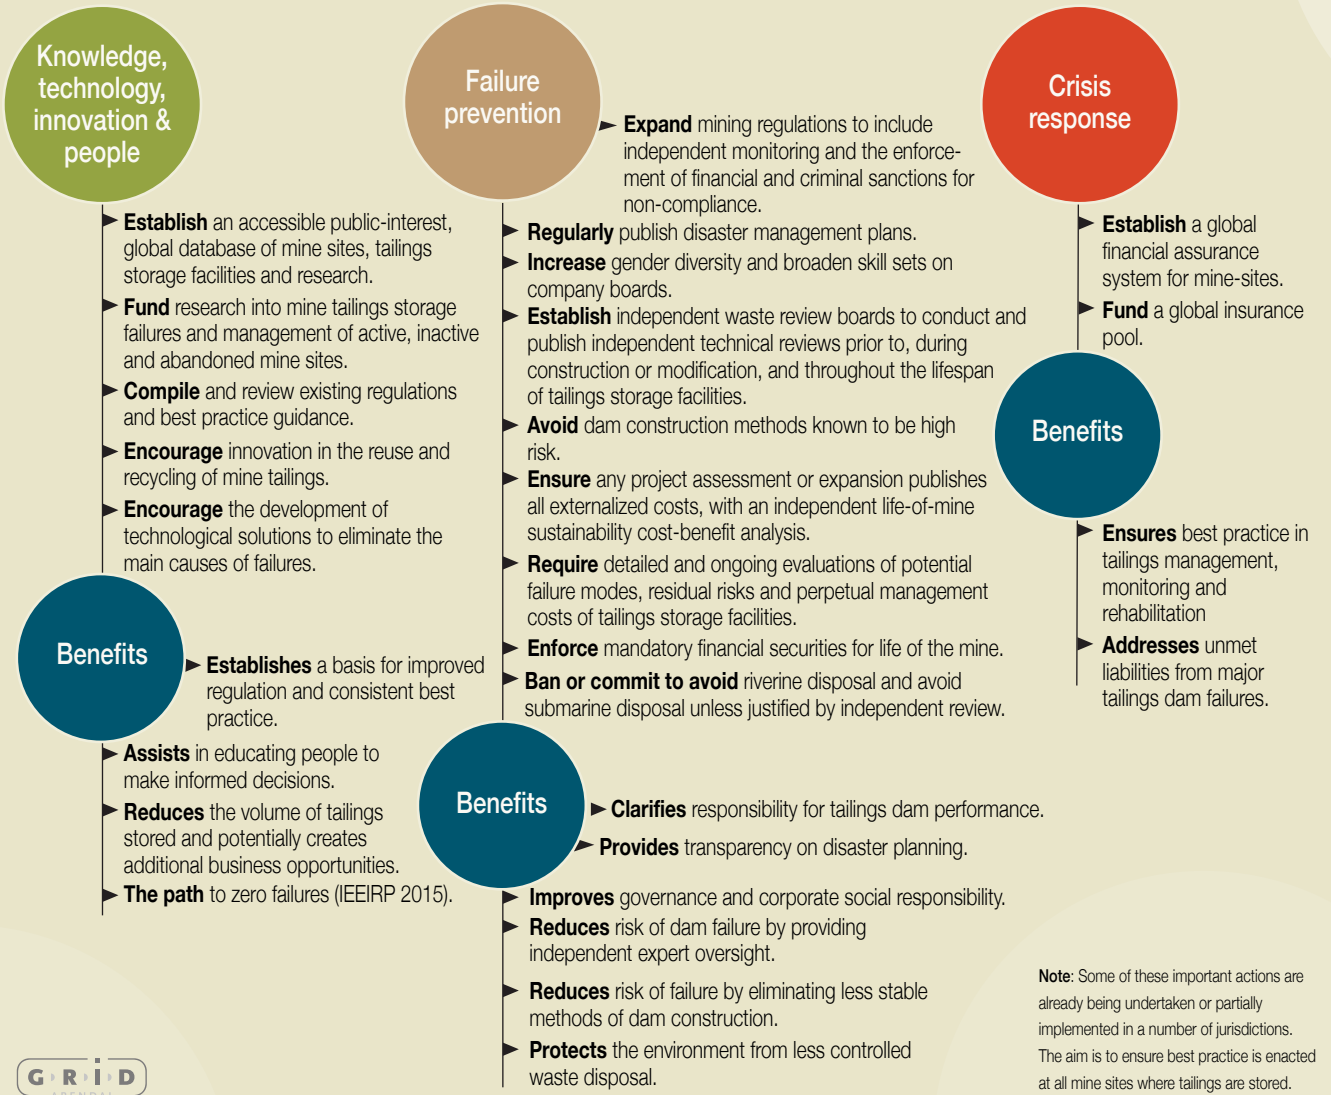 Knowledge,
technology,
innovation &
people
Establish an accessible public-interest,
global database of mine sites, tailings
storage facilities and research.
Fund research into mine tailings storage
failures and management of active, inactive
and abandoned mine sites.
Compile and review existing regulations
and best practice guidance.
Encourage innovation in the reuse and
recycling of mine tailings.
Encourage the development of
technological solutions to eliminate the
main causes of failures.
Benefits
Establishes a basis for improved
regulation and consistent best
practice.
Assists in educating people to
make informed decisions.
Reduces the volume of tailings
stored and potentially creates
additional business opportunities.
The path to zero failures (IEEIRP 2015).
Failure
prevention
Expand mining regulations to include
independent monitoring and the enforce-
ment of financial and criminal sanctions for
non-compliance.
Regularly publish disaster management plans.
Increase gender diversity and broaden skill sets on
company boards.
Establish independent waste review boards to conduct and
publish independent technical reviews prior to, during
construction or modification, and throughout the lifespan
of tailings storage facilities.
Avoid dam construction methods known to be high
risk.
Ensure any project assessment or expansion publishes
all externalized costs, with an independent life-of-mine
sustainability cost-benefit analysis.
Require detailed and ongoing evaluations of potential
failure modes, residual risks and perpetual management
costs of tailings storage facilities.
Enforce mandatory financial securities for life of the mine.
Ban or commit to avoid riverine disposal and avoid
submarine disposal unless justified by independent review.
Benefits
Clarifies responsibility for tailings dam performance.
Provides transparency on disaster planning.
Improves governance and corporate social responsibility.
Reduces risk of dam failure by providing
independent expert oversight.
Reduces risk of failure by eliminating less stable
methods of dam construction.
Protects the environment from less controlled
waste disposal.
Crisis
response
Establish a global
financial assurance
system for mine-sites.
Fund a global insurance
pool.
Benefits
Ensures best practice in
tailings management,
monitoring and
rehabilitation
Addresses unmet
liabilities from major
tailings dam failures.
Note: Some of these important actions are
already being undertaken or partially
implemented in a number of jurisdictions.
The aim is to ensure best practice is enacted
at all mine sites where tailings are stored.
G R i D